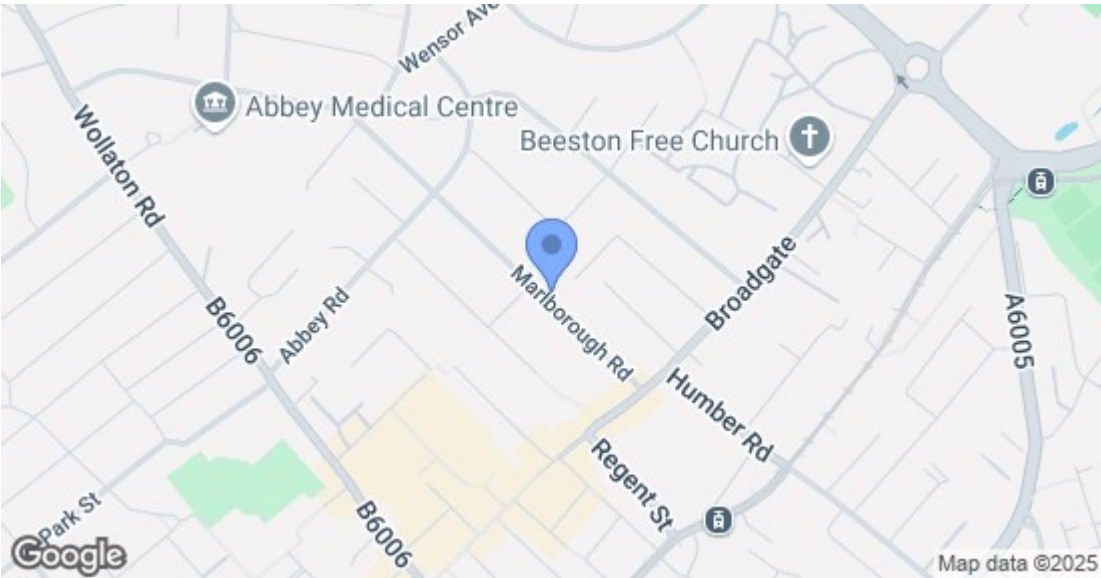 Wensor Ave
Abbey Medical Centre
Beeston Free Church
Wollaton Rd
Broadgate
Marlborough Rd
Abbey Rd
B6006
A6005
Humber Rd
Regent St
Park St
B6006
Google
Map data ©2025